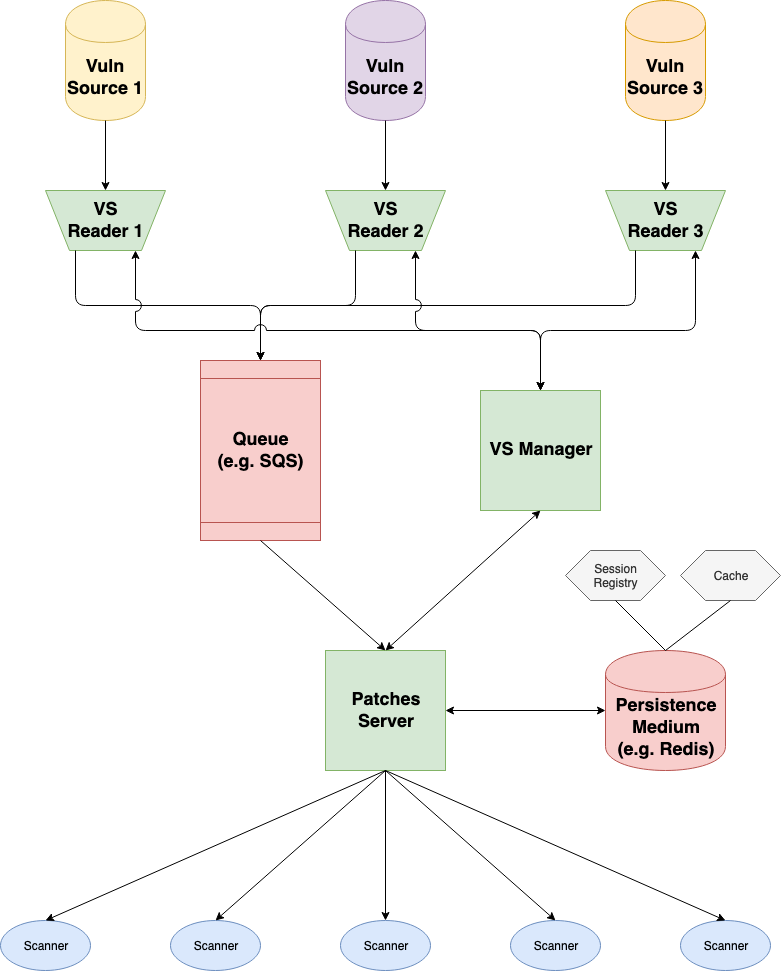 Vuln
Source 1
Vuln
Source 2
Vuln
Source 3
VS
Reader 1
VS
Reader 2
VS
Reader 3
Queue
(e.g. SQS)
VS Manager
Session
Registry
Cache
Patches
Server
Persistence
Medium
(e.g. Redis)
Scanner
Scanner
Scanner
Scanner
Scanner